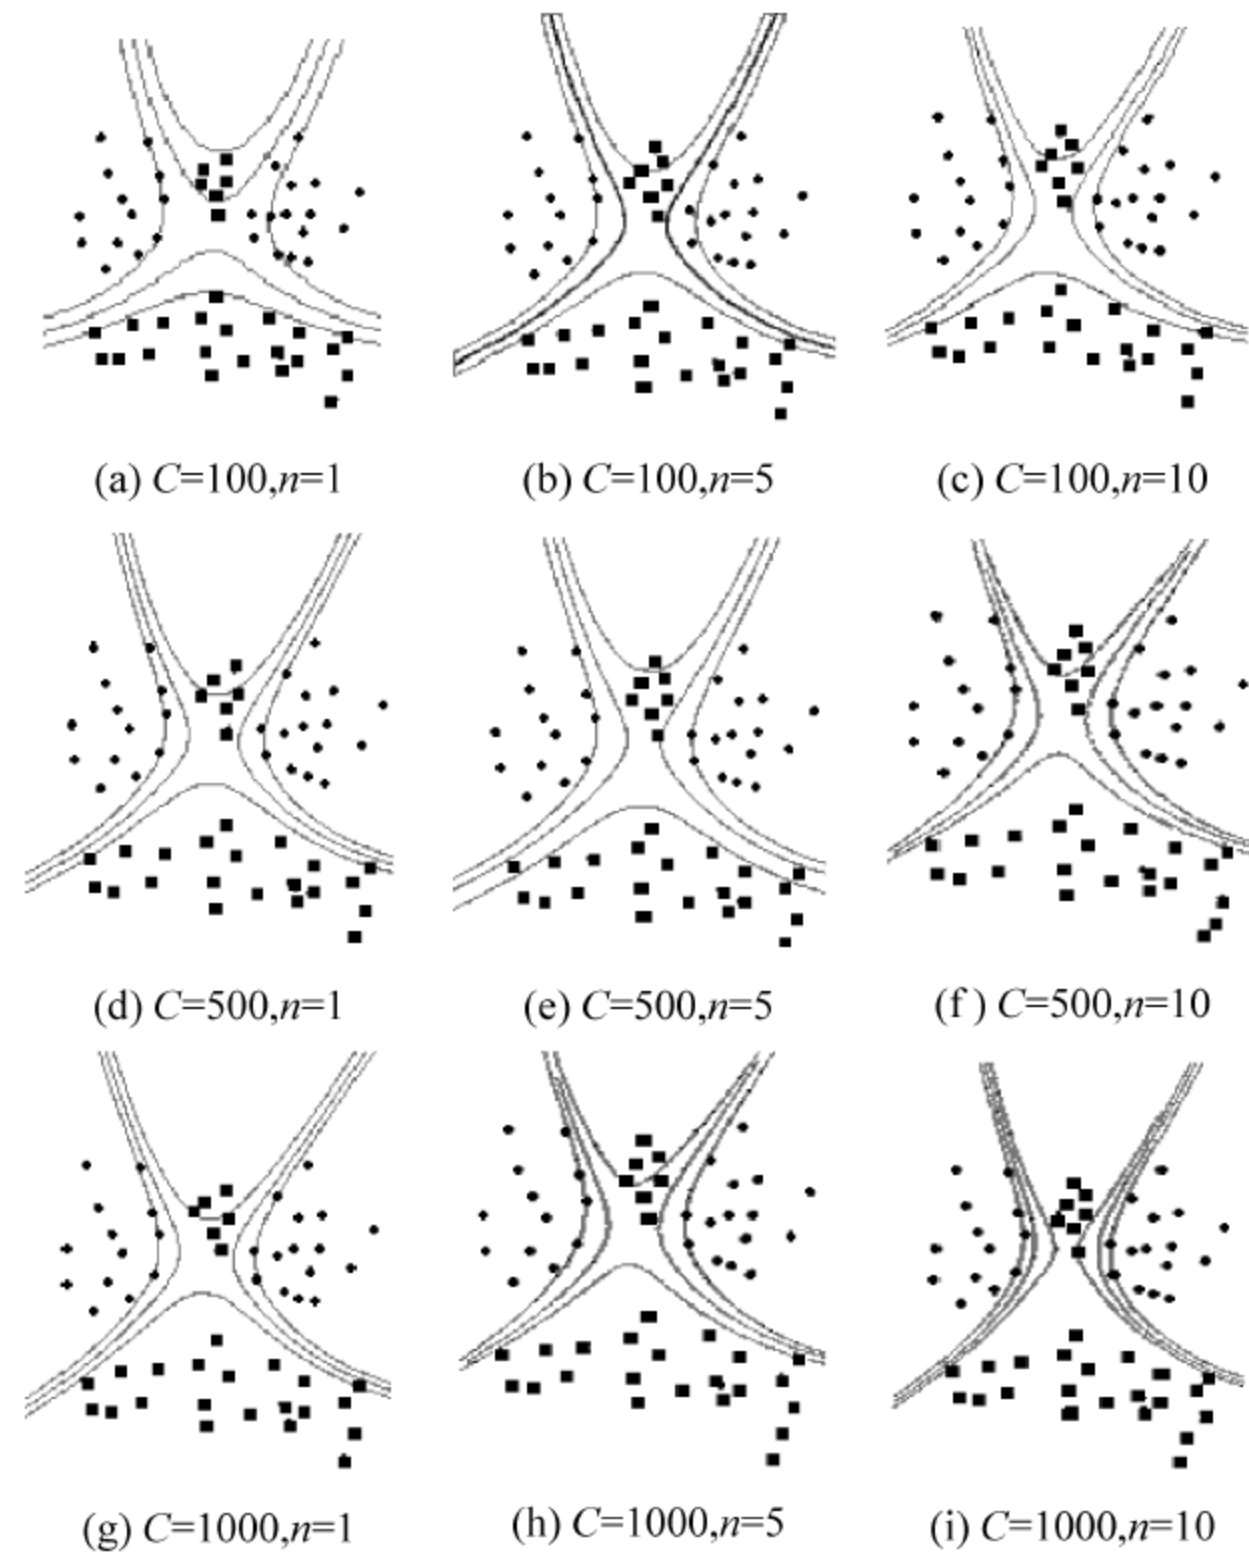 (a) C=100,n=1
(b) C=100,n=5
(c) C=100,n=10
(d) C=500,n=1
(e) C=500,n=5
(f ) C=500,n=10
(g) C=1000,n=1
(h) C=1000,n=5
(i) C=1000,n=10